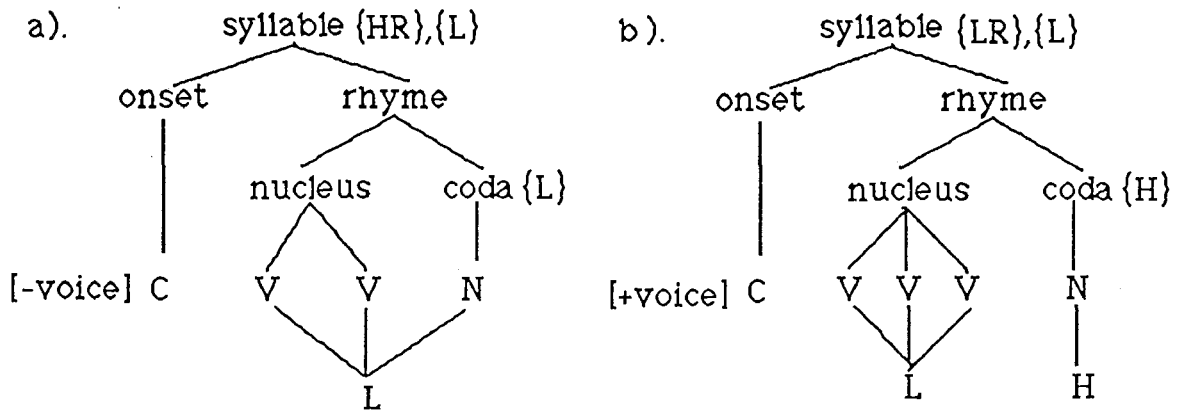 a). syllable {HR},{L} b). syllable {LR},{L}
onset rhyme onset rhyme
nucleus coda {L} nucleus coda {H}
[-voice] C V V N [+voice] C V V V N
L L H